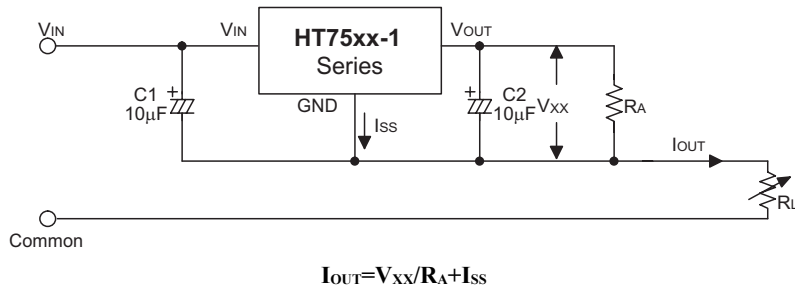 VIN
VIN
HT75xx-1
Series
VOUT
C1
10μF
+
GND
ISS
+
C2
10μF
VXX
RA
IOUT
RL
Common
IOUT=VXX/RA+ISS